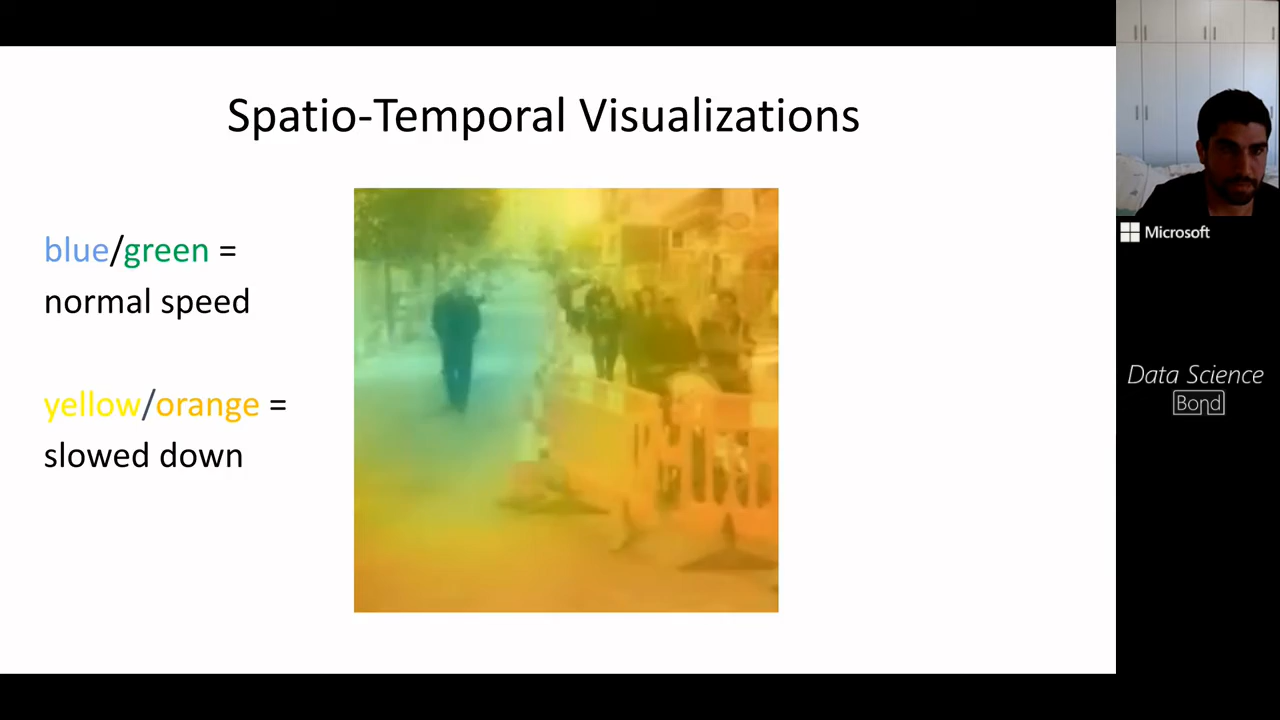 Spatio-Temporal Visualizations
blue/green =
normal speed
yellow/orange =
slowed down
Microsoft
Data Science
Bond